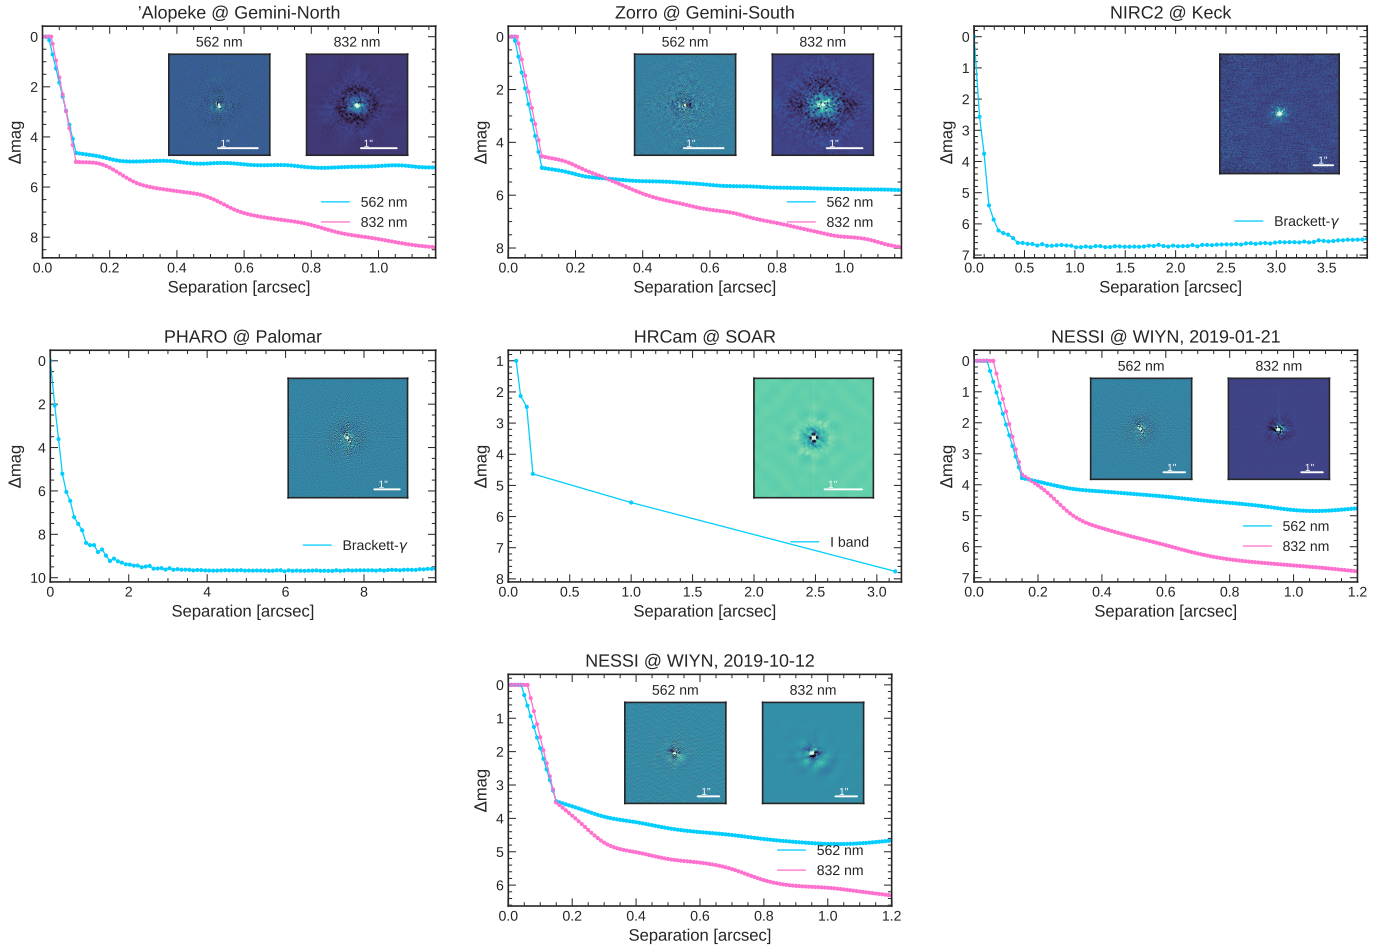 'Alopeke @ Gemini-North
562 nm
832 nm
1"
1"
562 nm
832 nm
Δmag
0
2
4
6
8
0.0
0.2
0.4
0.6
0.8
1.0
Separation [arcsec]
Zorro @ Gemini-South
562 nm
832 nm
1"
1"
562 nm
832 nm
Δmag
0
2
4
6
8
0.0
0.2
0.4
0.6
0.8
1.0
Separation [arcsec]
NIRC2 @ Keck
1"
Brackett-γ
Δmag
0
1
2
3
4
5
6
7
0.0
0.5
1.0
1.5
2.0
2.5
3.0
3.5
Separation [arcsec]
PHARO @ Palomar
1"
Brackett-γ
Δmag
0
2
4
6
8
10
0
2
4
6
8
Separation [arcsec]
HRCam @ SOAR
1"
I band
Δmag
1
2
3
4
5
6
7
8
0.0
0.5
1.0
1.5
2.0
2.5
3.0
Separation [arcsec]
NESSI @ WIYN, 2019-01-21
562 nm
832 nm
1"
1"
562 nm
832 nm
Δmag
0
1
2
3
4
5
6
7
0.0
0.2
0.4
0.6
0.8
1.0
1.2
Separation [arcsec]
NESSI @ WIYN, 2019-10-12
562 nm
832 nm
1"
1"
562 nm
832 nm
Δmag
0
1
2
3
4
5
6
0.0
0.2
0.4
0.6
0.8
1.0
1.2
Separation [arcsec]